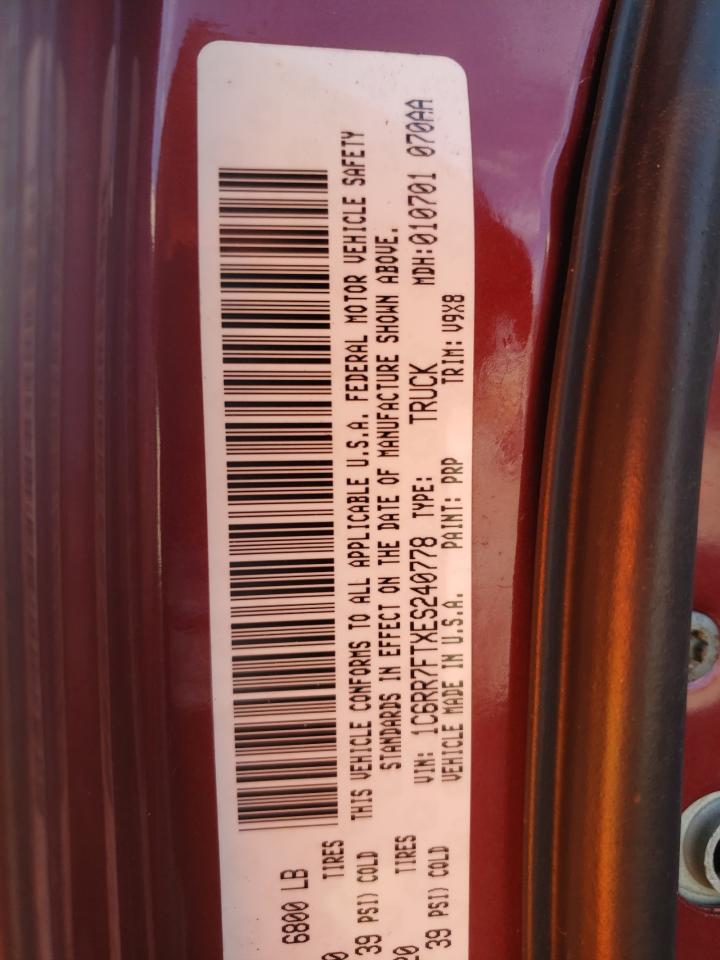 6800 LB
0 TIRES
39 PSI) COLD
20 TIRES
39 PSI) COLD
THIS VEHICLE CONFORMS TO ALL APPLICABLE U.S.A. FEDERAL MOTOR VEHICLE SAFETY
STANDARDS IN EFFECT ON THE DATE OF MANUFACTURE SHOWN ABOVE.
VIN: 1C6RR7FTXES240778 TYPE: TRUCK MDH:010701 070AA
VEHICLE MADE IN U.S.A. PAINT: PRP TRIM: V9X8